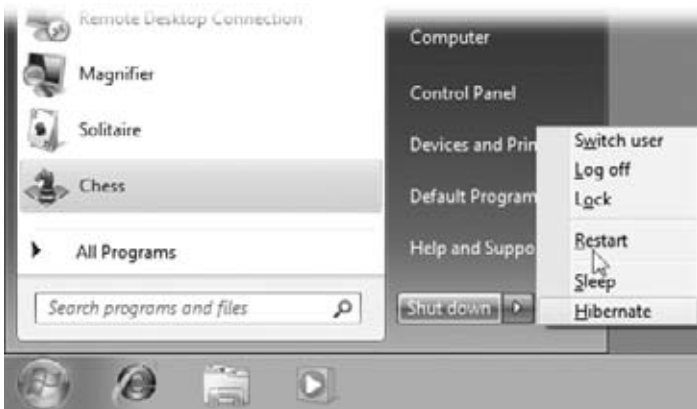 Remote Desktop Connection
Magnifier
Solitaire
Chess
All Programs
Search programs and files
Computer
Control Panel
Devices and Prin
Default Program
Help and Suppo
Shut down
Switch user
Log off
Lock
Restart
Sleep
Hibernate